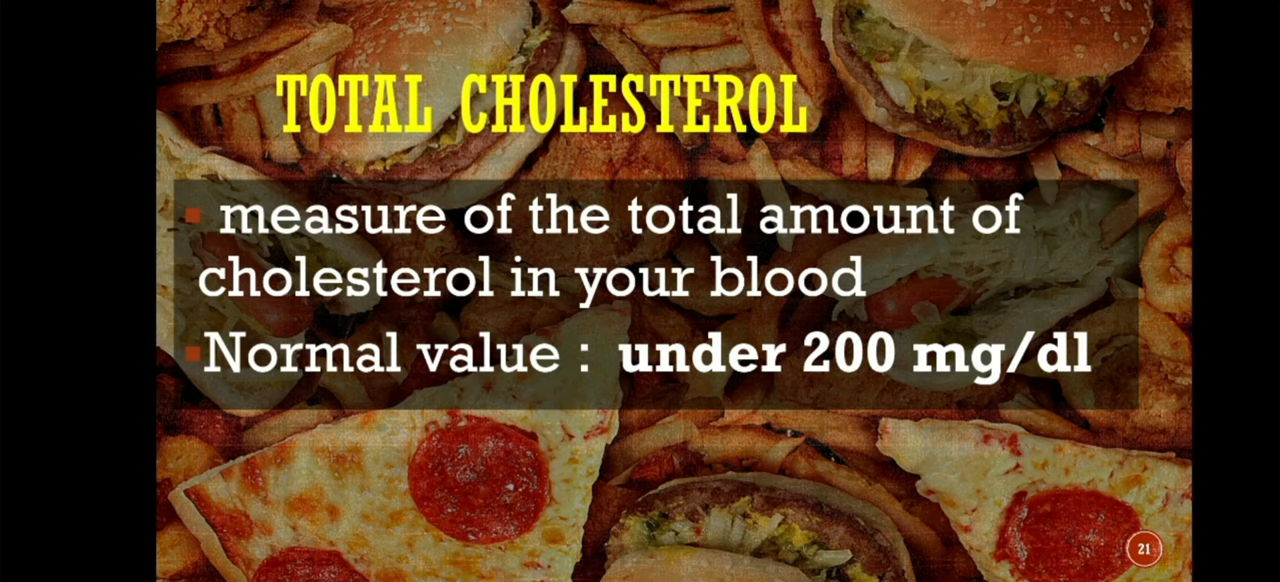 TOTAL CHOLESTEROL
▪ measure of the total amount of
cholesterol in your blood
▪Normal value : under 200 mg/dl
21